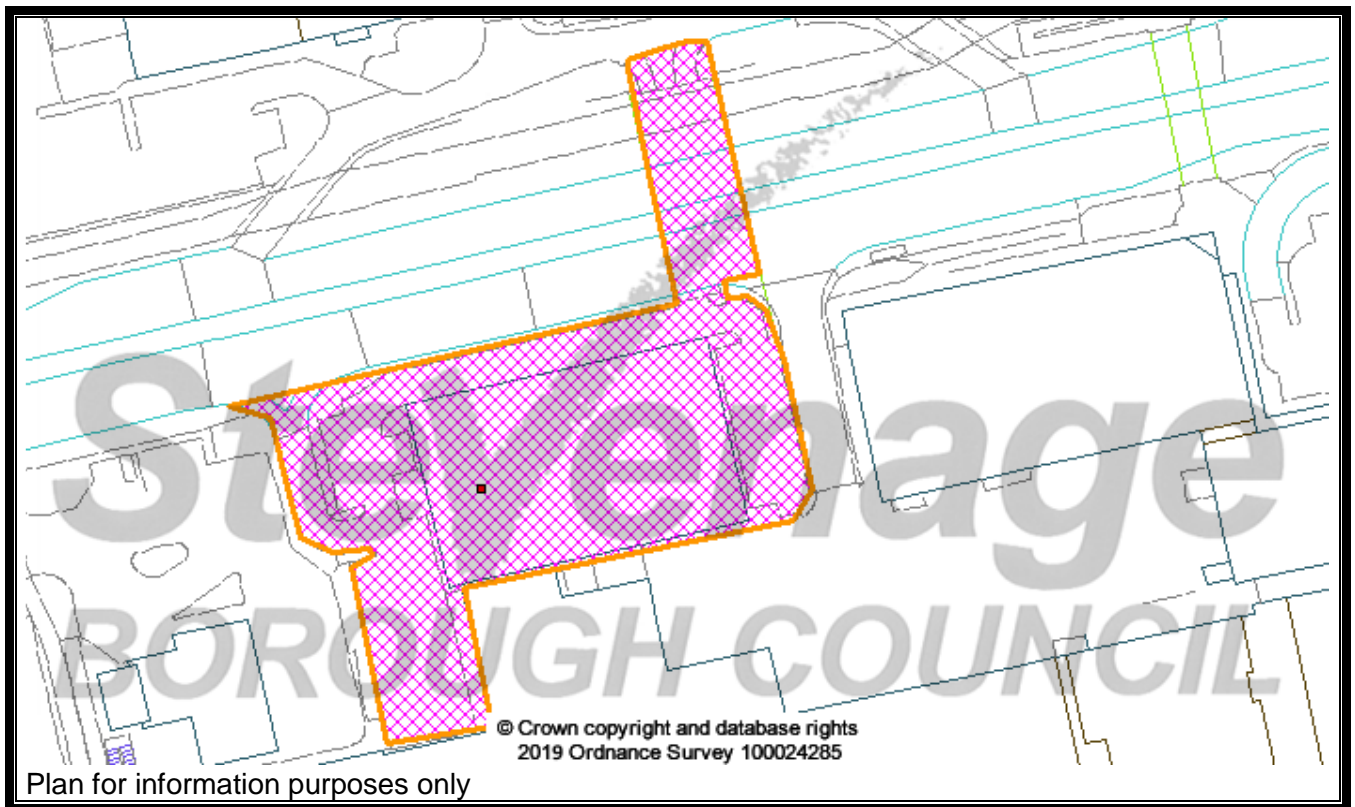 Stevenage
BOROUGH COUNCIL
© Crown copyright and database rights
2019 Ordnance Survey 100024285
Plan for information purposes only